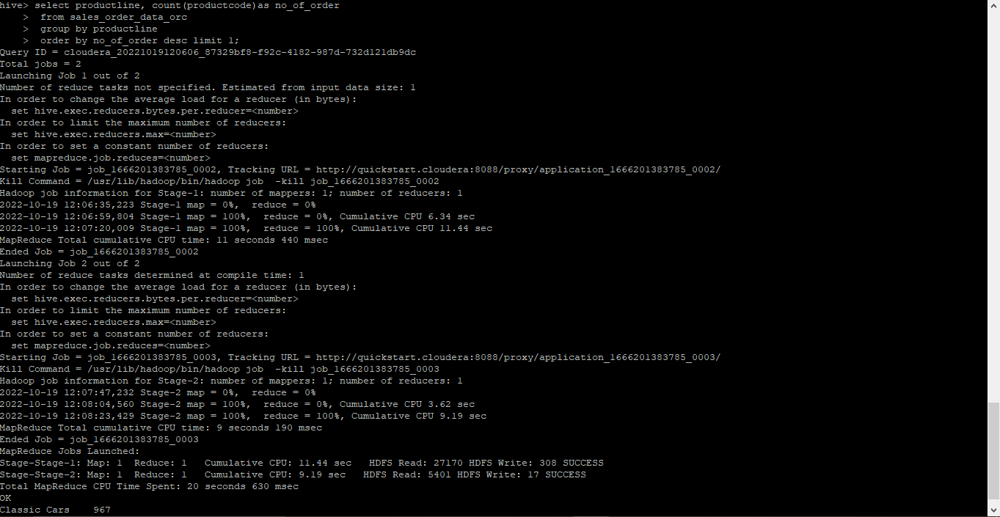 hive> select productline, count(productcode)as no_of_order
    >  from sales_order_data_orc
    >  group by productline
    >  order by no_of_order desc limit 1;
Query ID = cloudera_20221019120606_87329bf8-f92c-4182-987d-732d121db9dc
Total jobs = 2
Launching Job 1 out of 2
Number of reduce tasks not specified. Estimated from input data size: 1
In order to change the average load for a reducer (in bytes):
  set hive.exec.reducers.bytes.per.reducer=<number>
In order to limit the maximum number of reducers:
  set hive.exec.reducers.max=<number>
In order to set a constant number of reducers:
  set mapreduce.job.reduces=<number>
Starting Job = job_1666201383785_0002, Tracking URL = http://quickstart.cloudera:8088/proxy/application_1666201383785_0002/
Kill Command = /usr/lib/hadoop/bin/hadoop job  -kill job_1666201383785_0002
Hadoop job information for Stage-1: number of mappers: 1; number of reducers: 1
2022-10-19 12:06:35,223 Stage-1 map = 0%,  reduce = 0%
2022-10-19 12:06:59,804 Stage-1 map = 100%,  reduce = 0%, Cumulative CPU 6.34 sec
2022-10-19 12:07:20,009 Stage-1 map = 100%,  reduce = 100%, Cumulative CPU 11.44 sec
MapReduce Total cumulative CPU time: 11 seconds 440 msec
Ended Job = job_1666201383785_0002
Launching Job 2 out of 2
Number of reduce tasks determined at compile time: 1
In order to change the average load for a reducer (in bytes):
  set hive.exec.reducers.bytes.per.reducer=<number>
In order to limit the maximum number of reducers:
  set hive.exec.reducers.max=<number>
In order to set a constant number of reducers:
  set mapreduce.job.reduces=<number>
Starting Job = job_1666201383785_0003, Tracking URL = http://quickstart.cloudera:8088/proxy/application_1666201383785_0003/
Kill Command = /usr/lib/hadoop/bin/hadoop job  -kill job_1666201383785_0003
Hadoop job information for Stage-2: number of mappers: 1; number of reducers: 1
2022-10-19 12:07:47,232 Stage-2 map = 0%,  reduce = 0%
2022-10-19 12:08:04,560 Stage-2 map = 100%,  reduce = 0%, Cumulative CPU 3.62 sec
2022-10-19 12:08:23,429 Stage-2 map = 100%,  reduce = 100%, Cumulative CPU 9.19 sec
MapReduce Total cumulative CPU time: 9 seconds 190 msec
Ended Job = job_1666201383785_0003
MapReduce Jobs Launched:
Stage-Stage-1: Map: 1  Reduce: 1   Cumulative CPU: 11.44 sec   HDFS Read: 27170 HDFS Write: 308 SUCCESS
Stage-Stage-2: Map: 1  Reduce: 1   Cumulative CPU: 9.19 sec   HDFS Read: 5401 HDFS Write: 17 SUCCESS
Total MapReduce CPU Time Spent: 20 seconds 630 msec
OK
Classic Cars    967